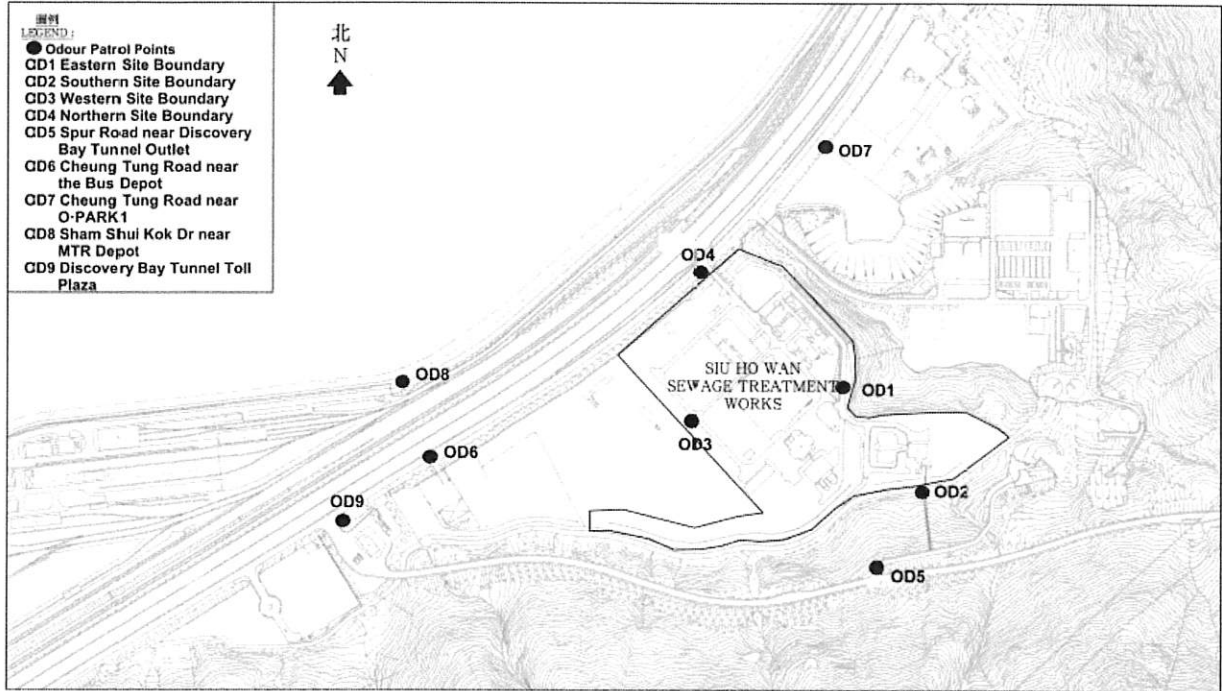 圖例
LEGEND :
Odour Patrol Points
OD1 Eastern Site Boundary
OD2 Southern Site Boundary
OD3 Western Site Boundary
OD4 Northern Site Boundary
OD5 Spur Road near Discovery
Bay Tunnel Outlet
OD6 Cheung Tung Road near
the Bus Depot
OD7 Cheung Tung Road near
O-PARK1
OD8 Sham Shui Kok Dr near
MTR Depot
OD9 Discovery Bay Tunnel Toll
Plaza
北
N
OD7
OD4
OD8
SIU HO WAN
SEWAGE TREATMENT
WORKS
OD1
OD3
OD6
OD2
OD9
OD5